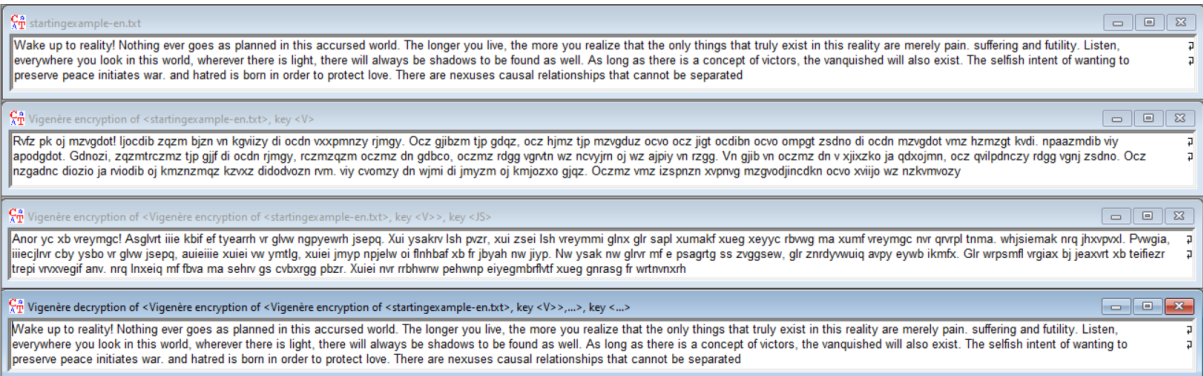 startingexample-en.txt
Wake up to reality! Nothing ever goes as planned in this accursed world. The longer you live, the more you realize that the only things that truly exist in this reality are merely pain. suffering and futility. Listen,
everywhere you look in this world, wherever there is light, there will always be shadows to be found as well. As long as there is a concept of victors, the vanquished will also exist. The selfish intent of wanting to
preserve peace initiates war. and hatred is born in order to protect love. There are nexuses causal relationships that cannot be separated
Vigenère encryption of <startingexample-en.txt>, key <V>
Rvfz pk oj mzvgdot! Ijocdib zqzm bjzn vn kgviizy di ocdn vxxpmnzy rjmgy. Ocz gjibzm tjp gdqz, ocz hjmz tjp mzvgduz ocvo ocz jigt ocdibn ocvo ompgt zsdno di ocdn mzvgdot vmz hzmzgt kvdi. npaazmdib viy
apodgdot. Gdnozi, zqzmtrczmz tjp gjjf di ocdn rjmgy, rczmzqzm oczmz dn gdbco, oczmz rdgg vgrvtn wz ncvyjrn oj wz ajpiy vn rzgg. Vn gjib vn oczmz dn v xjixzko ja qdxojmn, ocz qvilpdnczy rdgg vgnj zsdno. Ocz
nzgadnc diozio ja rviodib oj kmznzmqz kzvxz didodvozn rvm. viy cvomzy dn wjmi di jmyzm oj kmjozxo gjqz. Oczmz vmz izspnzn xvpnvg mzgvodjincdkn ocvo xviijo wz nzkvmvozy
Vigenère encryption of <Vigenère encryption of <startingexample-en.txt>, key <V>>, key <JS>
Anor yc xb vreymgc! Asglvrt iiie kbif ef tyearrh vr glvw ngpyewrh jsepq. Xui ysakrv lsh pvzr, xui zsei lsh vreymmi glnx glr sapl xumakf xueg xeyyc rbwvg ma xumf vreymgc nvr qrvrpl tnma. whjsiemak nrq jhxvpvxl. Pvwgia,
iiiecjlvr cby ysbo vr glvw jsepq, auieiiie xuiei vw ymtlg, xuiei jmyp npjelw oi flnhbaf xb fr jbyah nw jiyp. Nw ysak nw glrvr mf e psagrtg ss zvggsew, glr znrdyvwuiq avpy eywb ikmfx. Glr wrpsmfl vrgiax bj jeaxvrt xb teifiezr
trepi vrvxvegif anv. nrq lnxeiq mf fbva ma sehrv gs cvbxrgg pbzr. Xuiei nvr rrbhwrw pehwnp eiyegmbrflvtf xueg gnrasg fr wrtnvnxrh
Vigenère decryption of <Vigenère encryption of <Vigenère encryption of <startingexample-en.txt>, key <V>>,...>, key <...>
Wake up to reality! Nothing ever goes as planned in this accursed world. The longer you live, the more you realize that the only things that truly exist in this reality are merely pain. suffering and futility. Listen,
everywhere you look in this world, wherever there is light, there will always be shadows to be found as well. As long as there is a concept of victors, the vanquished will also exist. The selfish intent of wanting to
preserve peace initiates war. and hatred is born in order to protect love. There are nexuses causal relationships that cannot be separated